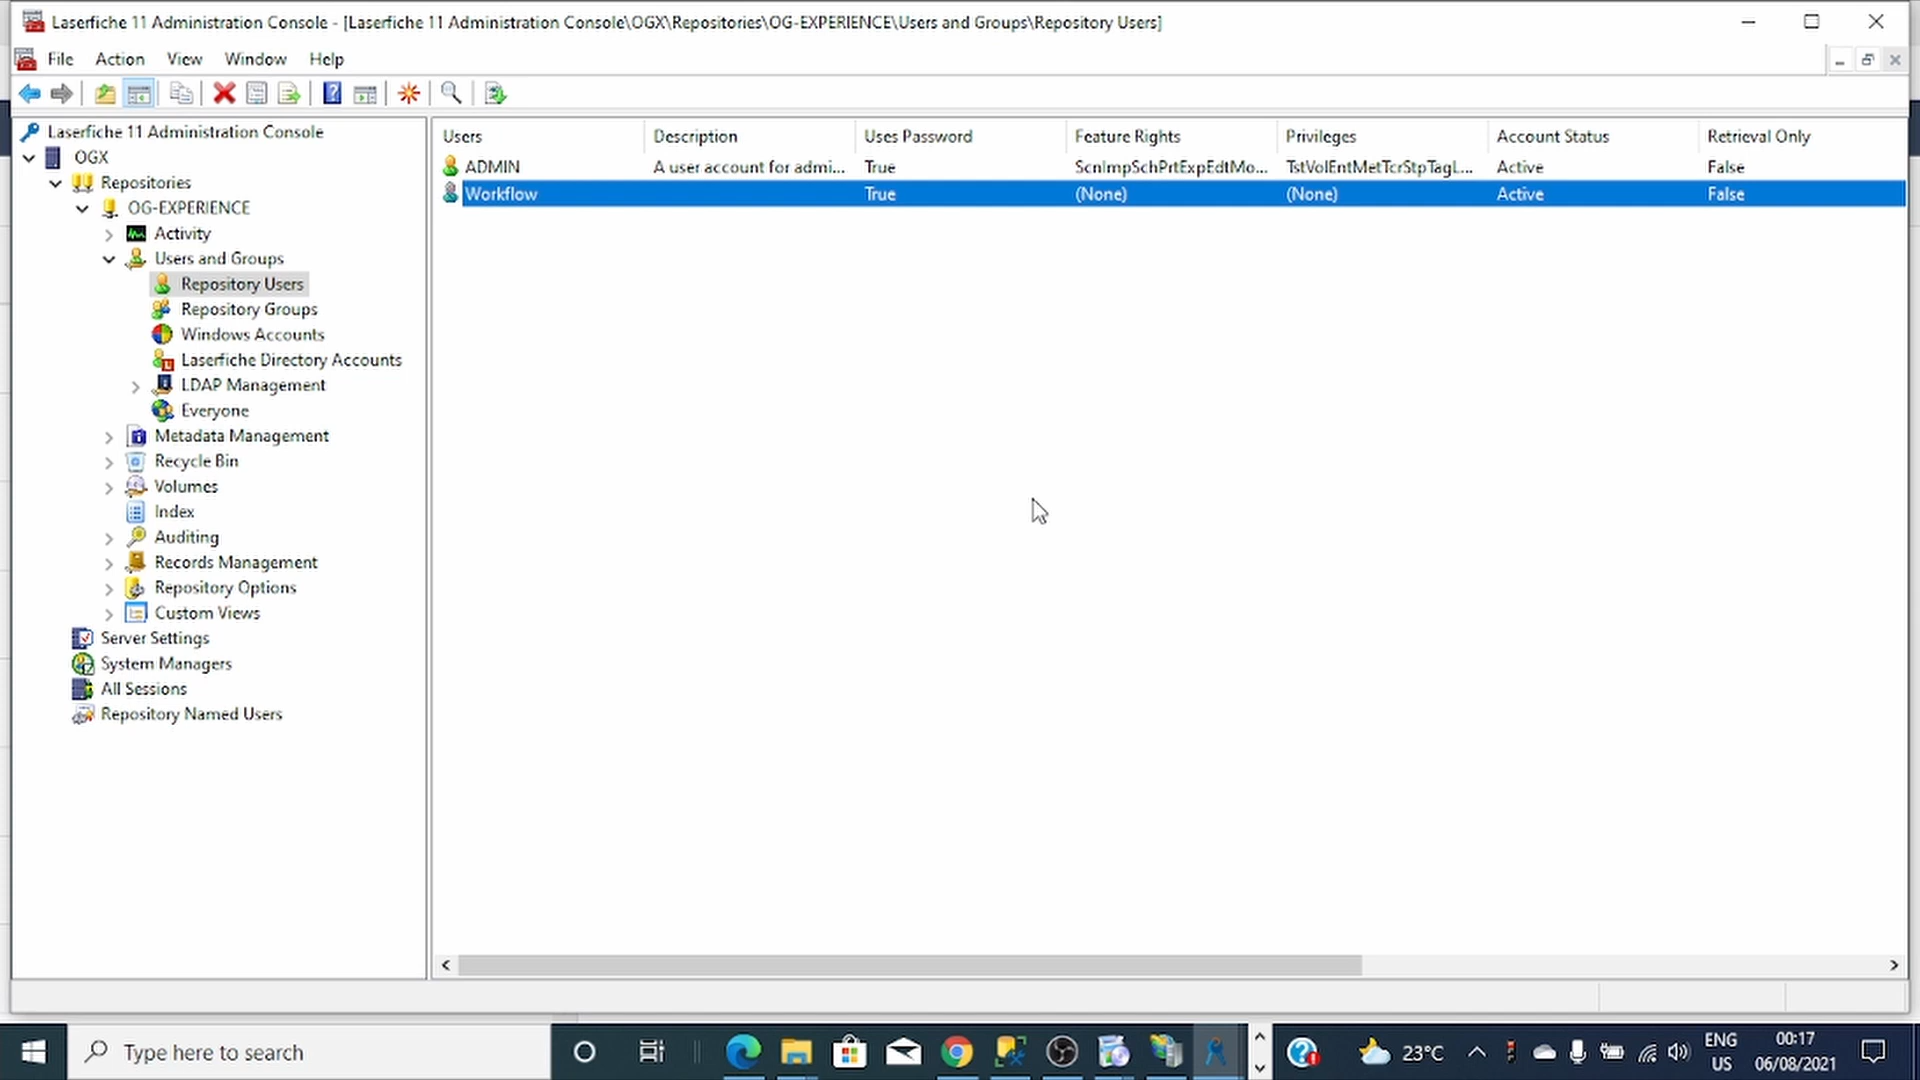 Laserfiche 11 Administration Console - [Laserfiche 11 Administration Console\OGX\Repositories\OG-EXPERIENCE\Users and Groups\Repository Users]
File Action View Window Help
Laserfiche 11 Administration Console
OGX
Repositories
OG-EXPERIENCE
Activity
Users and Groups
Repository Users
Repository Groups
Windows Accounts
Laserfiche Directory Accounts
LDAP Management
Everyone
Metadata Management
Recycle Bin
Volumes
Index
Auditing
Records Management
Repository Options
Custom Views
Server Settings
System Managers
All Sessions
Repository Named Users
Users Description Uses Password Feature Rights Privileges Account Status Retrieval Only
ADMIN A user account for admi... True ScnImpSchPrtExpEdtMo... TstVolEntMetTcrStpTagL... Active False
Workflow True (None) (None) Active False
Type here to search
23°C
ENG
US
00:17
06/08/2021